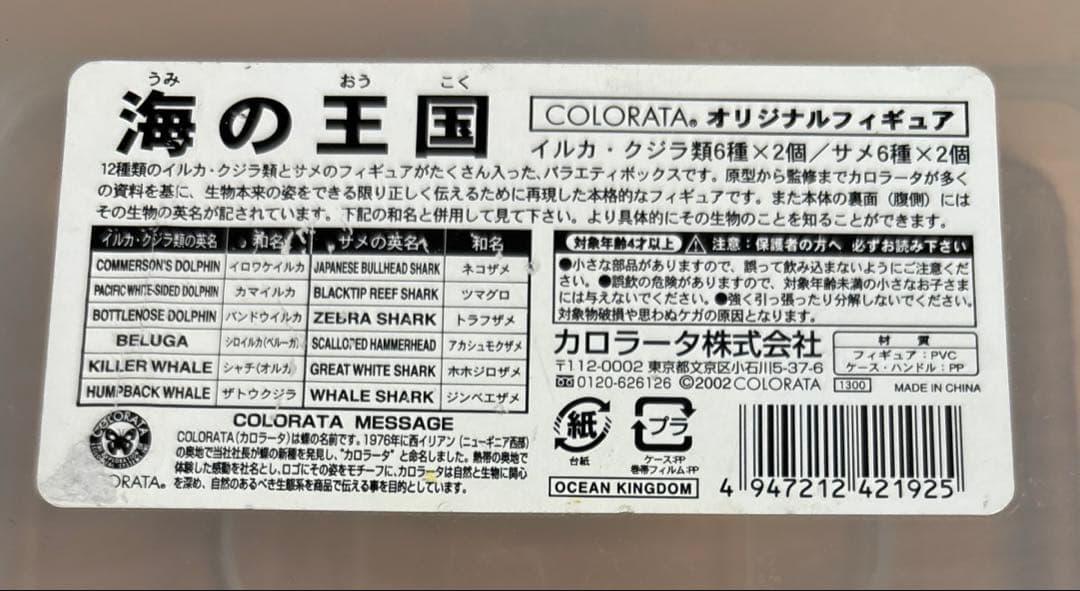 うみ おう こく
海の王国
COLORATA® オリジナルフィギュア
イルカ・クジラ類6種×2個／サメ6種×2個
12種類のイルカ・クジラ類とサメのフィギュアがたくさん入った、バラエティボックスです。原型から監修までカロラータが多く
の資料を基に、生物本来の姿をできる限り正しく伝えるために再現した本格的なフィギュアです。また本体の裏面（腹側）には
その生物の英名が記されています。下記の和名と併用して見て下さい。より具体的にその生物のことを知ることができます。
イルカ・クジラ類の英名 和名 サメの英名 和名
COMMERSON'S DOLPHIN イロワケイルカ JAPANESE BULLHEAD SHARK ネコザメ
PACIFIC WHITE-SIDED DOLPHIN カマイルカ BLACKTIP REEF SHARK ツマグロ
BOTTLENOSE DOLPHIN バンドウイルカ ZEBRA SHARK トラフザメ
BELUGA シロイルカ(ベルーガ) SCALLOPED HAMMERHEAD アカシュモクザメ
KILLER WHALE シャチ(オルカ) GREAT WHITE SHARK ホホジロザメ
HUMPBACK WHALE ザトウクジラ WHALE SHARK ジンベエザメ
対象年齢4才以上 注意：保護者の方へ 必ずお読み下さい
●小さな部品がありますので、誤って飲み込まないようにご注意くだ
さい。●誤飲の危険がありますので、対象年齢未満の小さなお子さま
には与えないでください。●強く引っ張ったり分解しないでください。
対象物破損や思わぬケガの原因となります。
カロラータ株式会社
〒112-0002 東京都文京区小石川5-37-6
0120-626126 ©2002 COLORATA
材 質
フィギュア：PVC
ケース・ハンドル：PP
1300 MADE IN CHINA
COLORATA
COLORATA MESSAGE
COLORATA(カロラータ)は蝶の名前です。1976年に西イリアン(ニューギニア西部)
の奥地で当社社長が蝶の新種を発見し、"カロラータ"と命名しました。熱帯の奥地で
体験した感動を社名とし、ロゴにその姿をモチーフに、カロラータは自然と生物に関心
を深め、自然のあるべき生態系を商品で伝える事を目的としています。
ORATA.
紙
台紙
プラ
ケース:PP
巻帯フィルム:PP
OCEAN KINGDOM
4 947212 421925